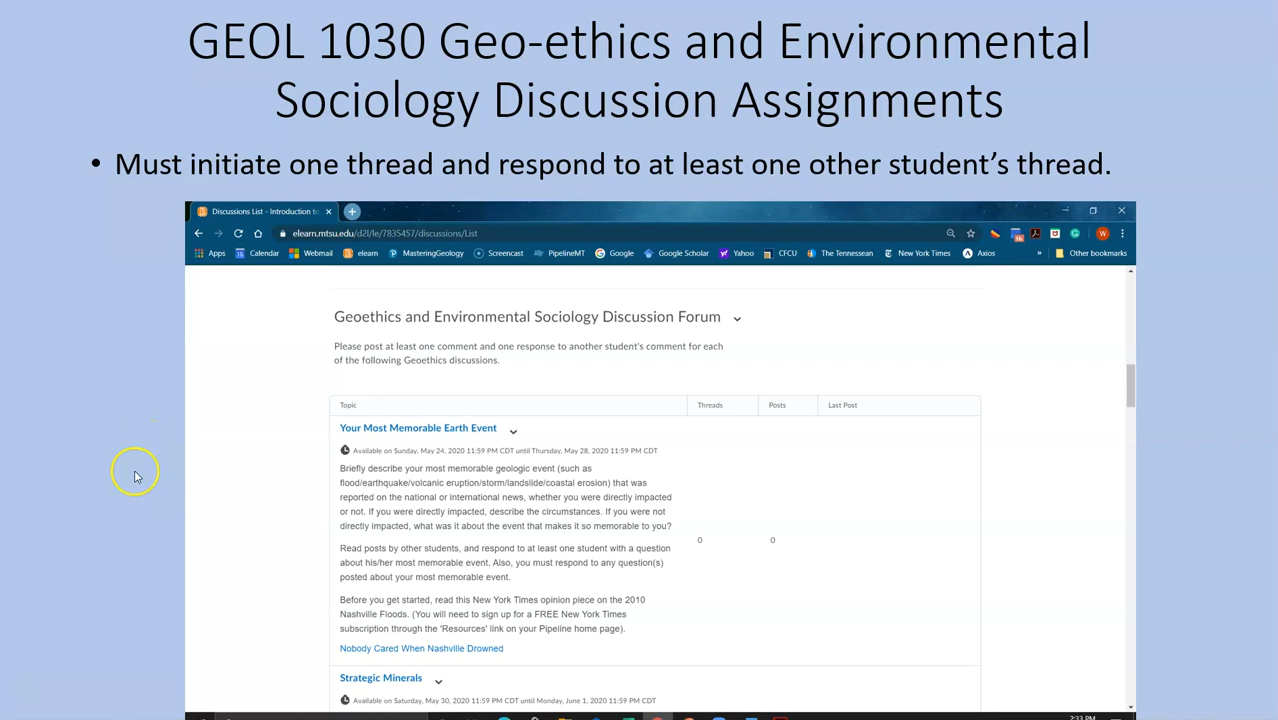 GEOL 1030 Geo-ethics and Environmental
Sociology Discussion Assignments
• Must initiate one thread and respond to at least one other student's thread.
Discussions List - Introduction to
elearn.mtsu.edu/d2l/le/7835457/discussions/List
Apps Calendar Webmail elearn MasteringGeology Screencast PipelineMT Google Google Scholar Yahoo CFCU The Tennessean New York Times Axios » Other bookmarks
Geoethics and Environmental Sociology Discussion Forum
Please post at least one comment and one response to another student's comment for each
of the following Geoethics discussions.
Topic Threads Posts Last Post
Your Most Memorable Earth Event
Available on Sunday, May 24, 2020 11:59 PM CDT until Thursday, May 28, 2020 11:59 PM CDT
Briefly describe your most memorable geologic event (such as
flood/earthquake/volcanic eruption/storm/landslide/coastal erosion) that was
reported on the national or international news, whether you were directly impacted
or not. If you were directly impacted, describe the circumstances. If you were not
directly impacted, what was it about the event that makes it so memorable to you?
0 0
Read posts by other students, and respond to at least one student with a question
about his/her most memorable event. Also, you must respond to any question(s)
posted about your most memorable event.
Before you get started, read this New York Times opinion piece on the 2010
Nashville Floods. (You will need to sign up for a FREE New York Times
subscription through the 'Resources' link on your Pipeline home page).
Nobody Cared When Nashville Drowned
Strategic Minerals
Available on Saturday, May 30, 2020 11:59 PM CDT until Monday, June 1, 2020 11:59 PM CDT
2:33 PM